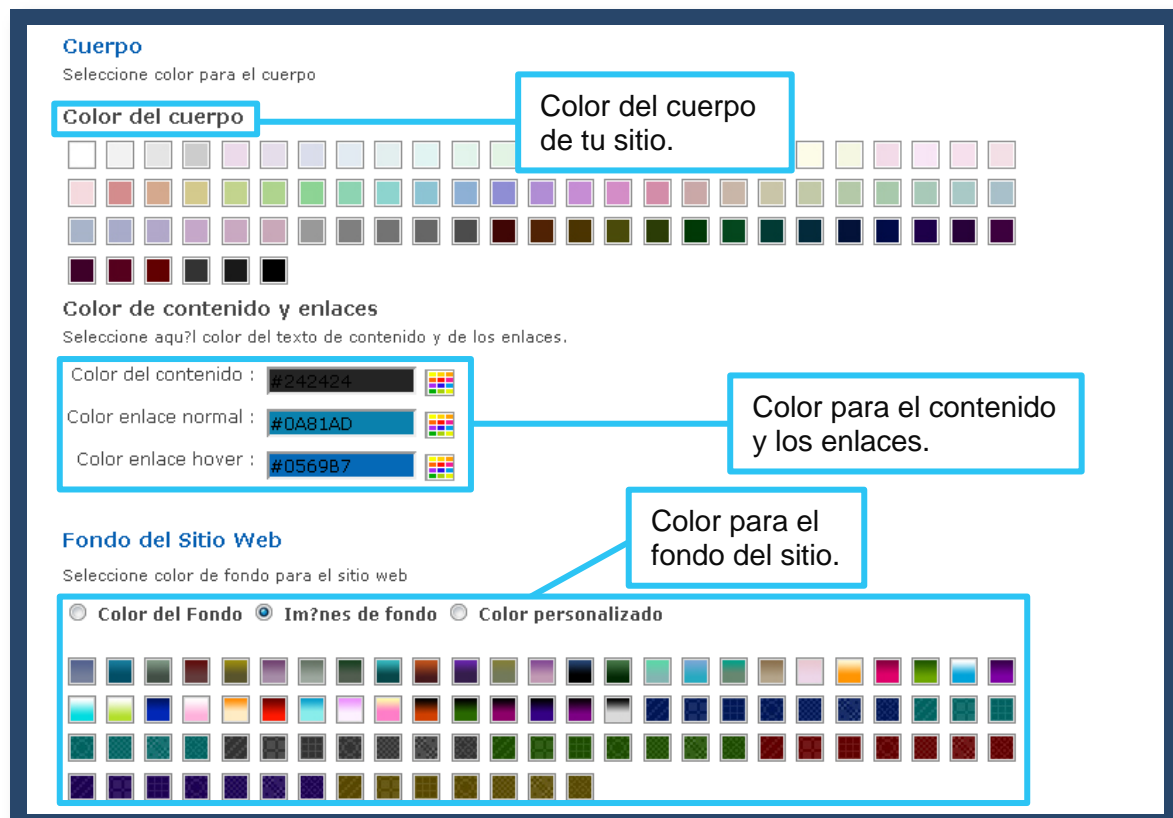 Cuerpo
Seleccione color para el cuerpo
Color del cuerpo
Color del cuerpo
de tu sitio.
Color de contenido y enlaces
Seleccione aqu?l color del texto de contenido y de los enlaces.
Color del contenido : #242424
Color enlace normal : #0A81AD
Color enlace hover : #0569B7
Color para el contenido
y los enlaces.
Color para el
fondo del sitio.
Fondo del Sitio Web
Seleccione color de fondo para el sitio web
Color del Fondo Im?nes de fondo Color personalizado